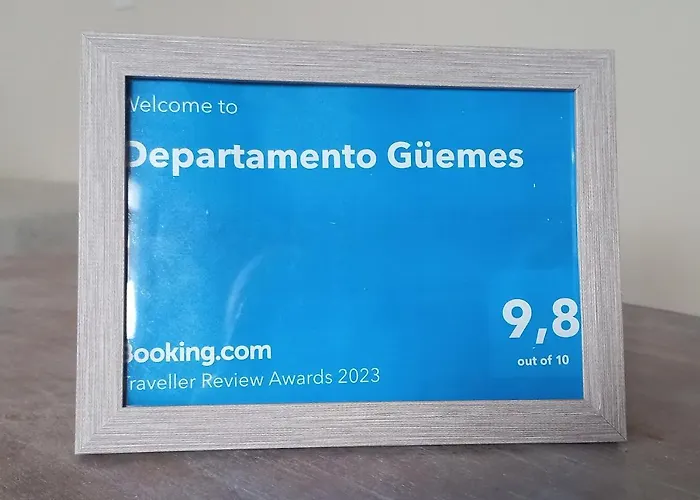 Welcome to
Departamento Güemes
9,8
out of 10
Booking.com
Traveller Review Awards 2023